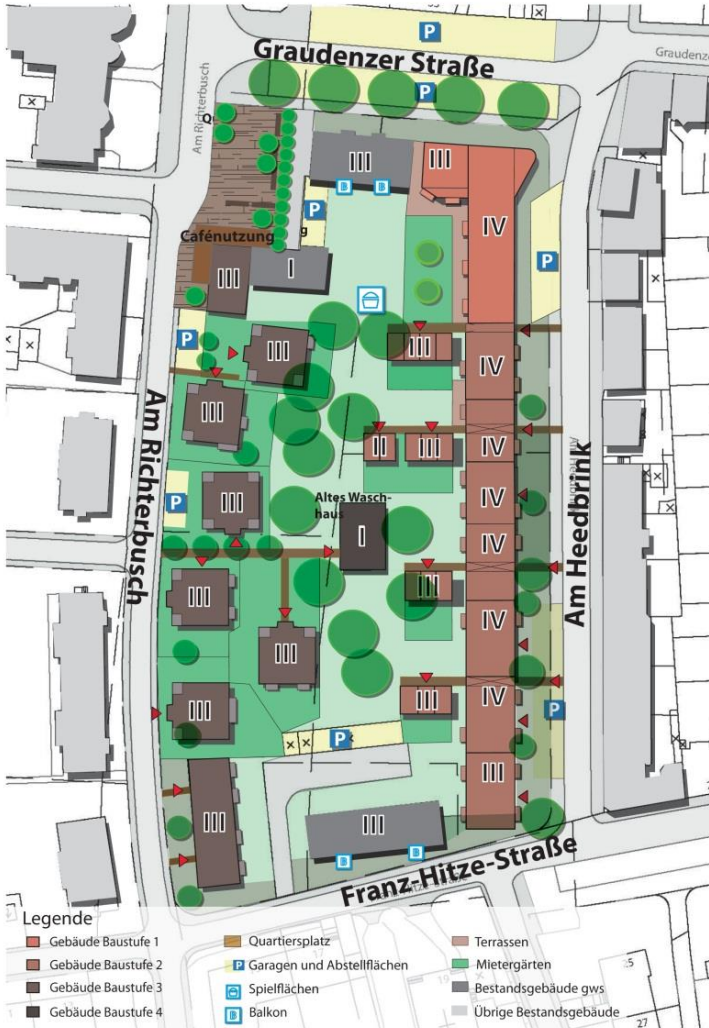 P
Graudenzer Straße
Graudenze
P
Am Richterbusch
Q
III
III
B
B
P
IV
P
Cafénutzung
g
III
I
III
III
IV
P
III
III
IV
II
III
IV
P
III
Altes Wasch-
haus
I
IV
III
III
IV
III
III
III
IV
P
P
III
III
III
B
B
Am Richterbusch
Am Heedbrink
Franz-Hitze-Straße
Legende
Gebäude Baustufe 1
Gebäude Baustufe 2
Gebäude Baustufe 3
Gebäude Baustufe 4
Quartiersplatz
P Garagen und Abstellflächen
Spielflächen
B Balkon
Terrassen
Mietergärten
Bestandsgebäude gws
Übrige Bestandsgebäude
17
19
27